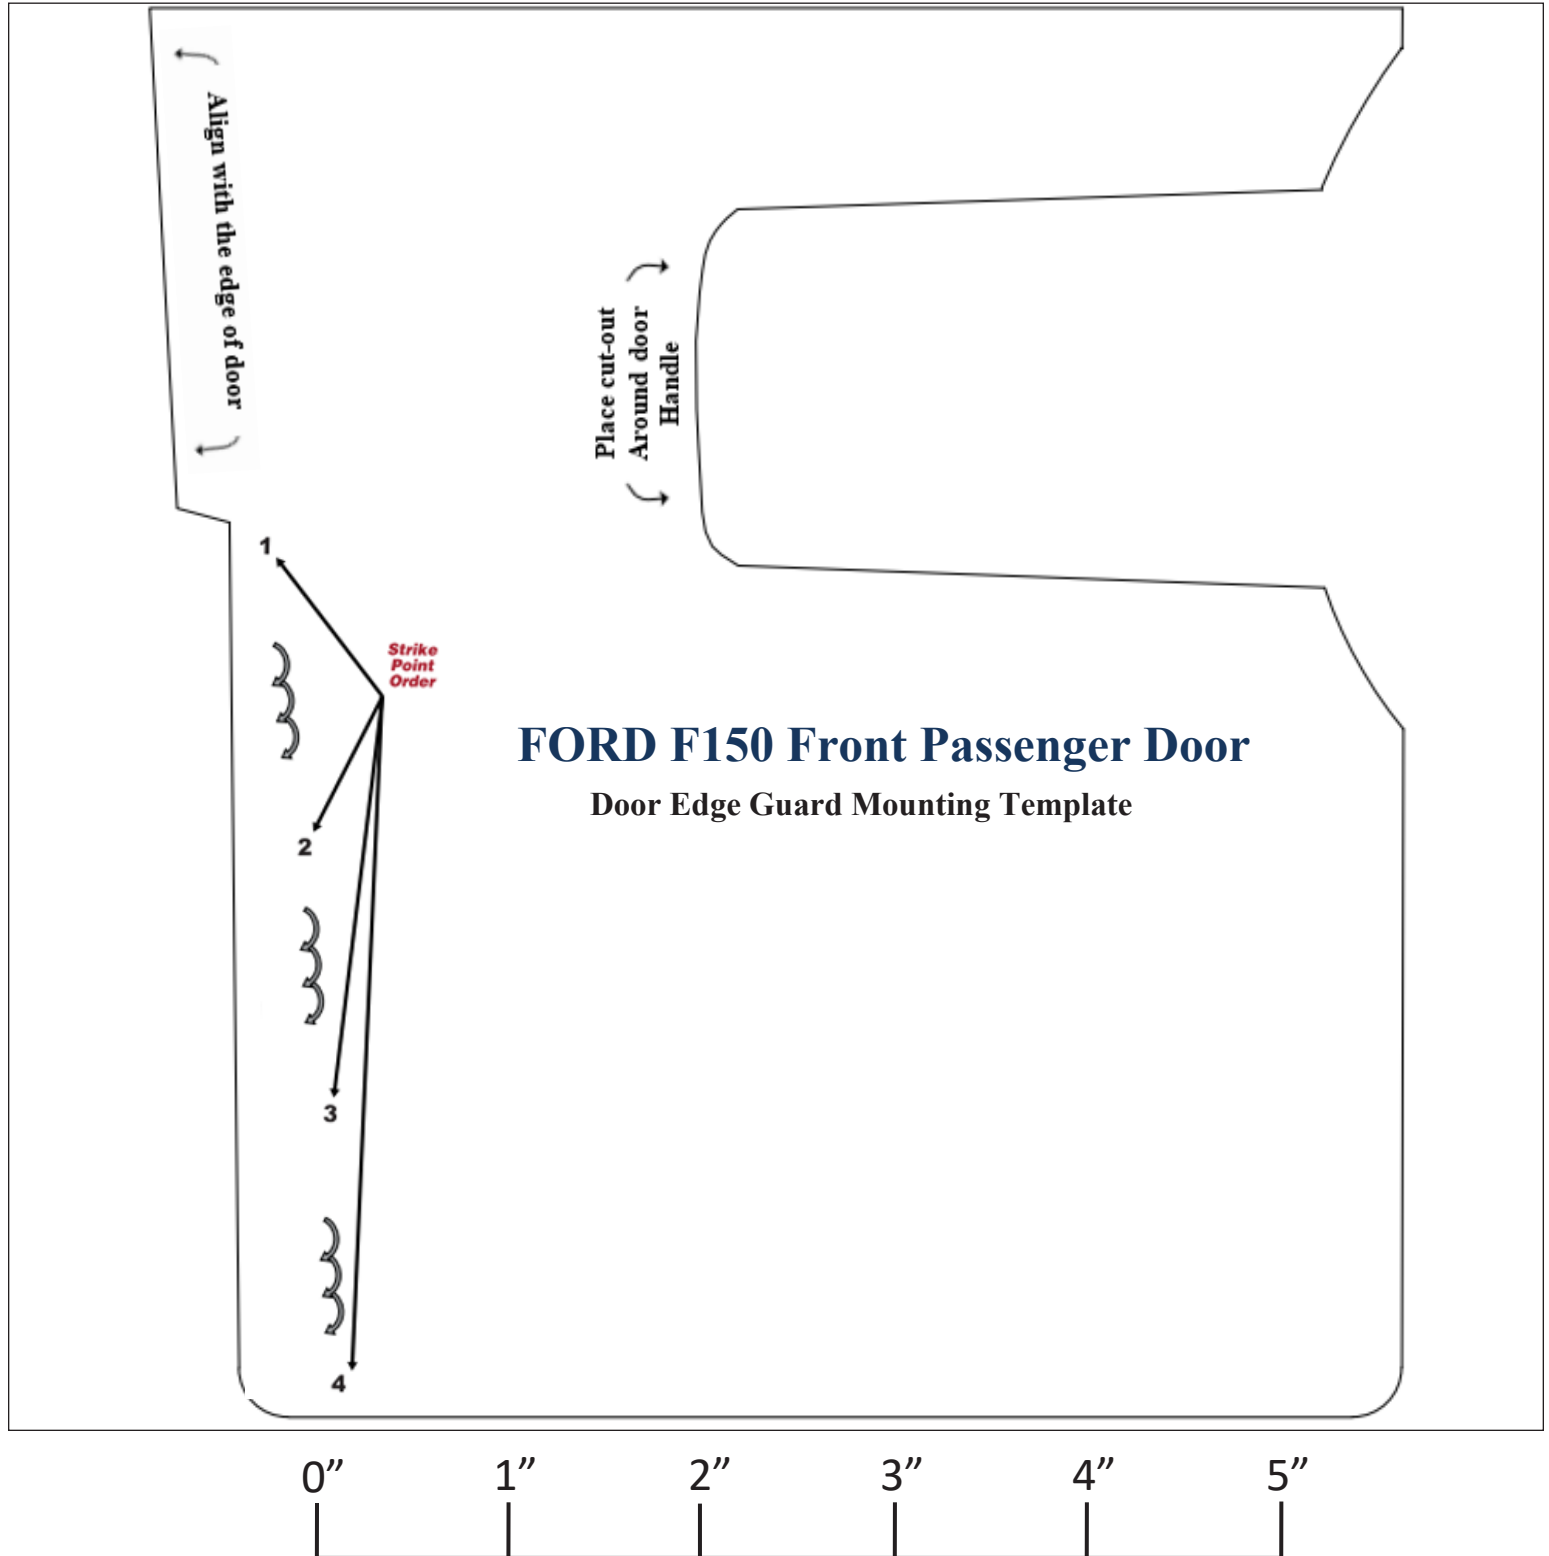 Align with the edge of door
Place cut-out
Around door
Handle
1
Strike
Point
Order
FORD F150 Front Passenger Door
Door Edge Guard Mounting Template
2
3
4
0” 1” 2” 3” 4” 5”